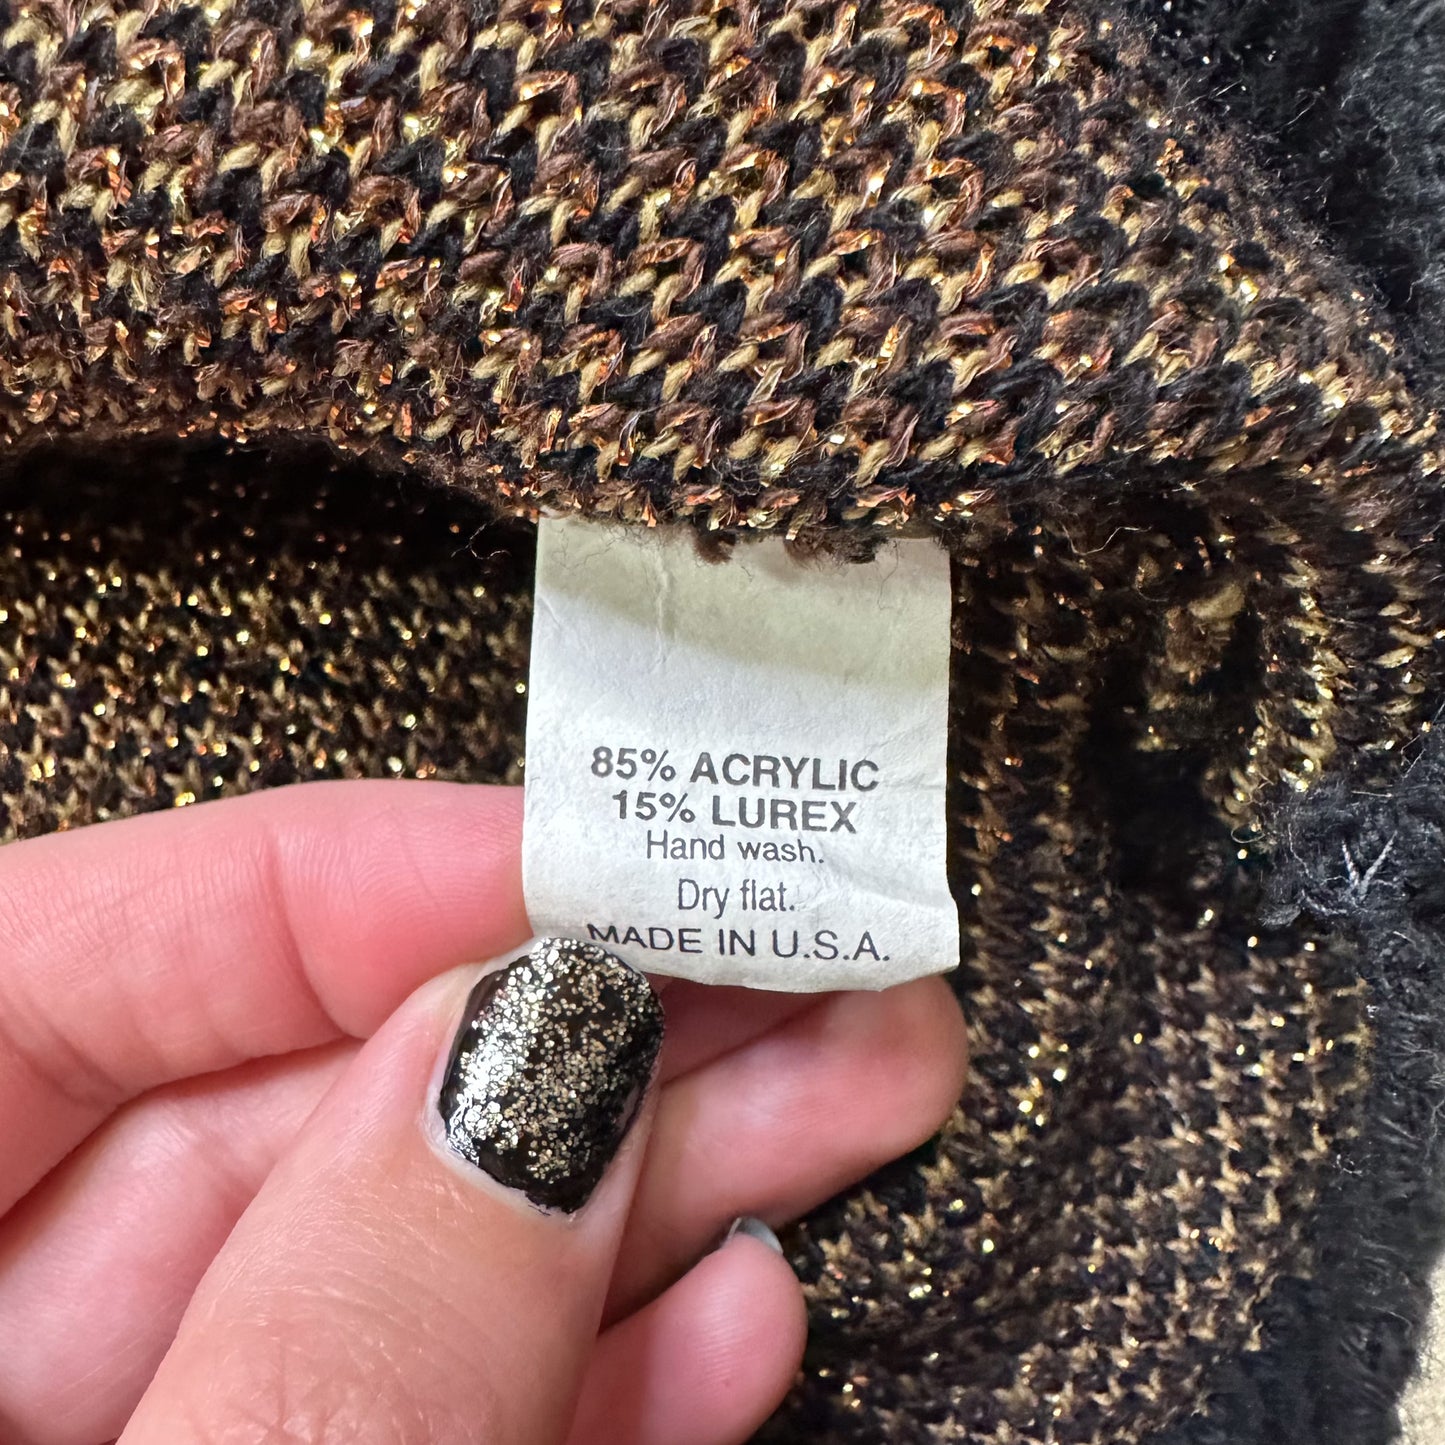 85% ACRYLIC
15% LUREX
Hand wash.
Dry flat.
MADE IN U.S.A.